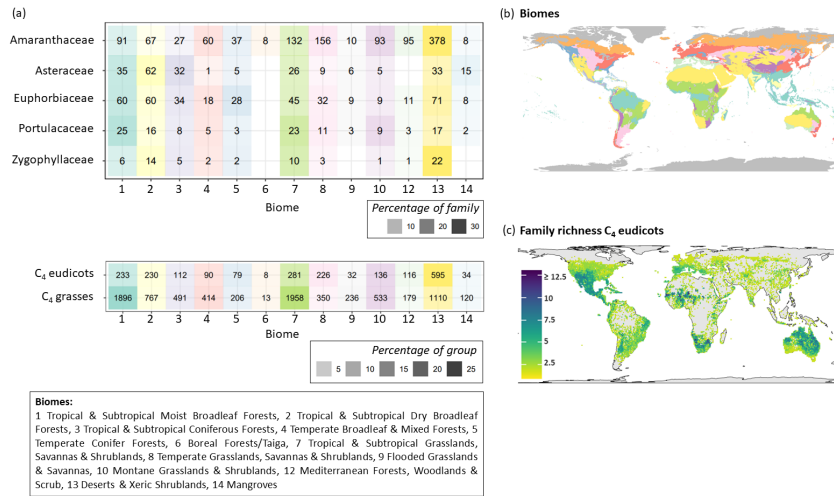 (a)
Amaranthaceae 91 67 27 60 37 8 132 156 10 93 95 378 8
Asteraceae 35 62 32 1 5 26 9 6 5 33 15
Euphorbiaceae 60 60 34 18 28 45 32 9 9 11 71 8
Portulacaceae 25 16 8 5 3 23 11 3 9 3 17 2
Zygophyllaceae 6 14 5 2 2 10 3 1 1 22
1 2 3 4 5 6 7 8 9 10 12 13 14
Biome
Percentage of family
10 20 30
C4 eudicots 233 230 112 90 79 8 281 226 32 136 116 595 34
C4 grasses 1896 767 491 414 206 13 1958 350 236 533 179 1110 120
1 2 3 4 5 6 7 8 9 10 12 13 14
Biome
Percentage of group
5 10 15 20 25
Biomes:
1 Tropical & Subtropical Moist Broadleaf Forests, 2 Tropical & Subtropical Dry Broadleaf
Forests, 3 Tropical & Subtropical Coniferous Forests, 4 Temperate Broadleaf & Mixed Forests, 5
Temperate Conifer Forests, 6 Boreal Forests/Taiga, 7 Tropical & Subtropical Grasslands,
Savannas & Shrublands, 8 Temperate Grasslands, Savannas & Shrublands, 9 Flooded Grasslands
& Savannas, 10 Montane Grasslands & Shrublands, 12 Mediterranean Forests, Woodlands &
Scrub, 13 Deserts & Xeric Shrublands, 14 Mangroves
(b) Biomes
(c) Family richness C4 eudicots
≥ 12.5
10.0
7.5
5.0
2.5